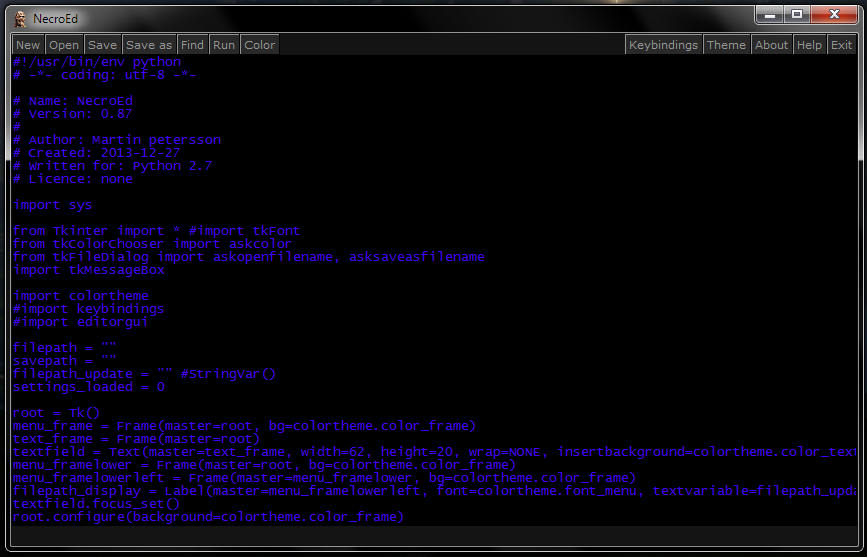 NecroEd
New Open Save Save as Find Run Color Keybindings Theme About Help Exit
#!/usr/bin/env python
# -*- coding: utf-8 -*-
# Name: NecroEd
# Version: 0.87
#
# Author: Martin petersson
# Created: 2013-12-27
# Written for: Python 2.7
# Licence: none
import sys
from Tkinter import * #import tkFont
from tkColorChooser import askcolor
from tkFileDialog import askopenfilename, asksaveasfilename
import tkMessageBox
import colortheme
#import keybindings
#import editorgui
filepath = ""
savepath = ""
filepath_update = "" #StringVar()
settings_loaded = 0
root = Tk()
menu_frame = Frame(master=root, bg=colortheme.color_frame)
text_frame = Frame(master=root)
textfield = Text(master=text_frame, width=62, height=20, wrap=NONE, insertbackground=colortheme.color_text
menu_framelower = Frame(master=root, bg=colortheme.color_frame)
menu_framelowerleft = Frame(master=menu_framelower, bg=colortheme.color_frame)
filepath_display = Label(master=menu_framelowerleft, font=colortheme.font_menu, textvariable=filepath_upda
textfield.focus_set()
root.configure(background=colortheme.color_frame)